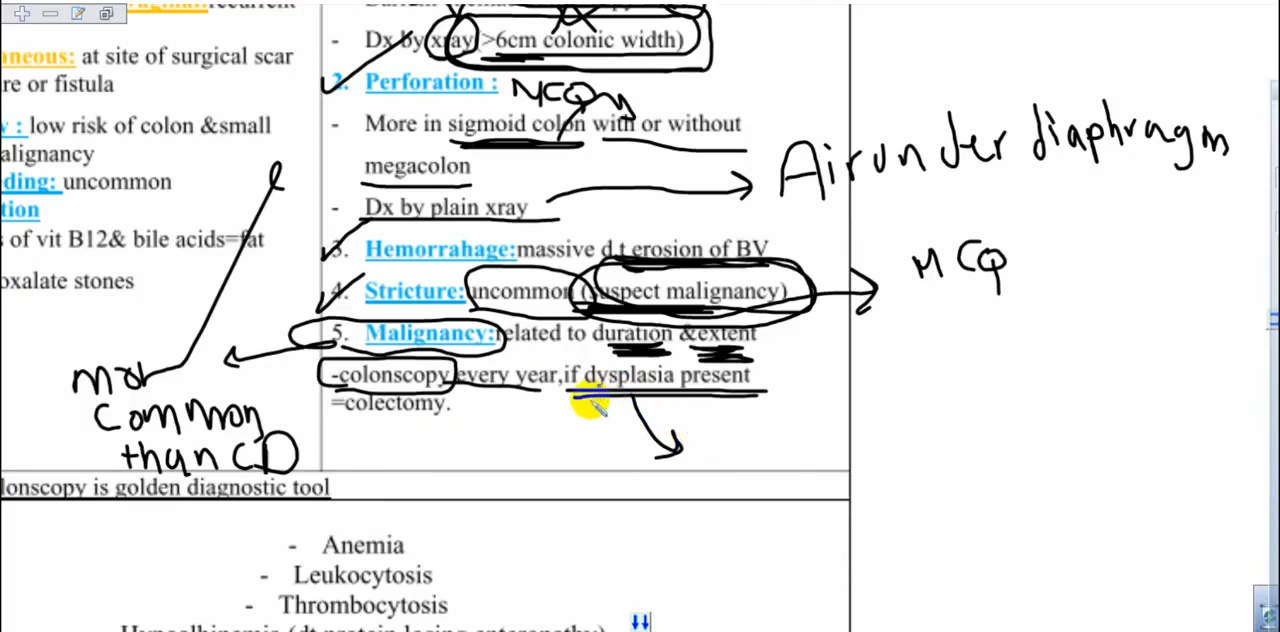 recurrent
aneous: at site of surgical scar
re or fistula
: low risk of colon &small
alignancy
ding: uncommon
tion
of vit B12& bile acids=fat
oxalate stones
more
common
than CD
- Dx by (xray(>6cm colonic width)
2. Perforation :
MCQ
- More in sigmoid colon with or without
megacolon
- Dx by plain xray
Air under diaphragm
3. Hemorrahage:massive d.t erosion of BV
4. Stricture:uncommon (suspect malignancy)
MCQ
5. Malignancy:related to duration &extent
-colonscopy every year,if dysplasia present
=colectomy.
olonscopy is golden diagnostic tool
- Anemia
- Leukocytosis
- Thrombocytosis